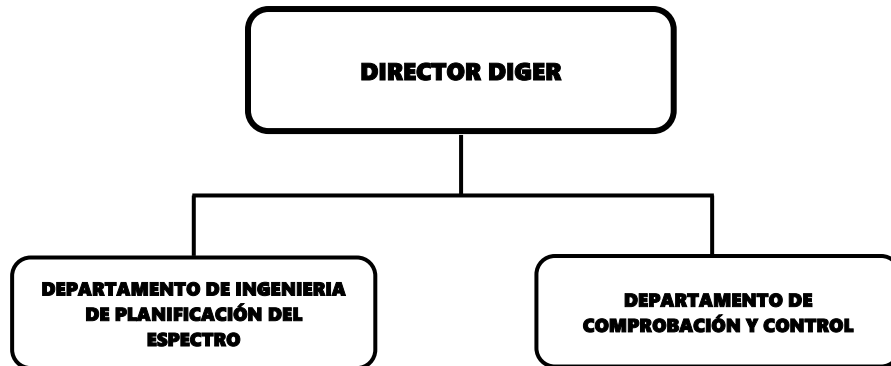 DIRECTOR DIGER
DEPARTAMENTO DE INGENIERIA
DE PLANIFICACIÓN DEL
ESPECTRO
DEPARTAMENTO DE
COMPROBACIÓN Y CONTROL